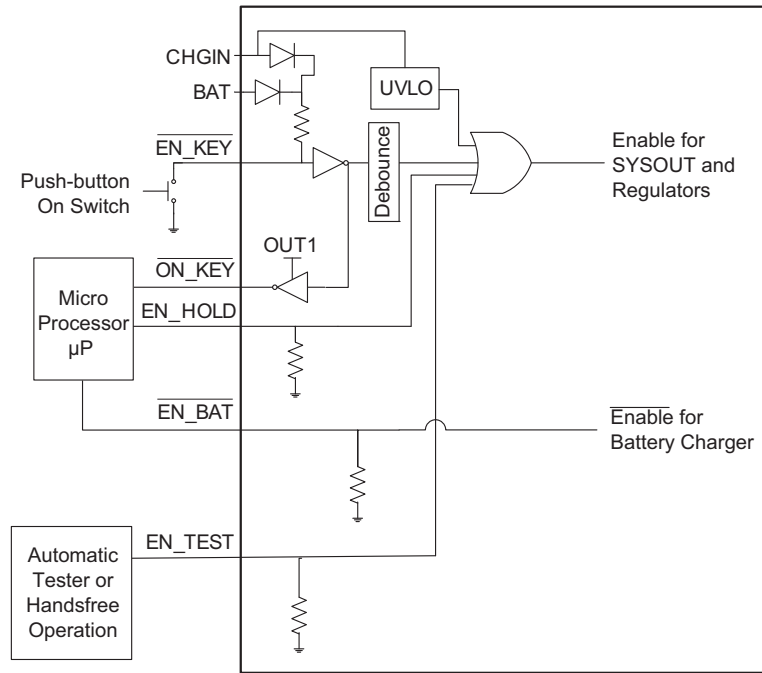 CHGIN
BAT
UVLO
EN_KEY
Debounce
Enable for
SYSOUT and
Regulators
Push-button
On Switch
OUT1
ON_KEY
Micro
Processor
µP
EN_HOLD
EN_BAT
Enable for
Battery Charger
EN_TEST
Automatic
Tester or
Handsfree
Operation